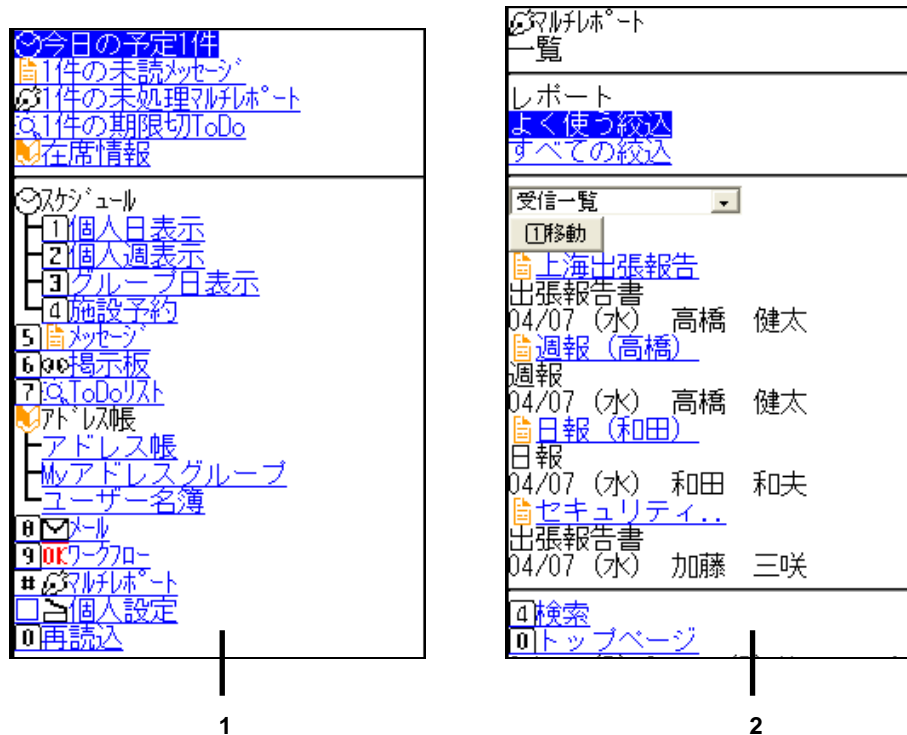 今日の予定1件
1件の未読ﾒｯｾｰｼﾞ
1件の未処理ﾏﾙﾁﾚﾎﾟｰﾄ
1件の期限切ToDo
在席情報
ｽｹｼﾞｭｰﾙ
1個人日表示
2個人週表示
3グループ日表示
4施設予約
5ﾒｯｾｰｼﾞ
6掲示板
7ToDoﾘｽﾄ
ｱﾄﾞﾚｽ帳
アドレス帳
Myアドレスグループ
ユーザー名簿
8ﾒｰﾙ
9OKﾜｰｸﾌﾛｰ
#ﾏﾙﾁﾚﾎﾟｰﾄ
個人設定
0再読込
1
ﾏﾙﾁﾚﾎﾟｰﾄ
一覧
レポート
よく使う絞込
すべての絞込
受信一覧
1移動
上海出張報告
出張報告書
04/07 (水) 高橋 健太
週報 (高橋)
週報
04/07 (水) 高橋 健太
日報 (和田)
日報
04/07 (水) 和田 和夫
セキュリティ..
出張報告書
04/07 (水) 加藤 三咲
4検索
0トップページ
2